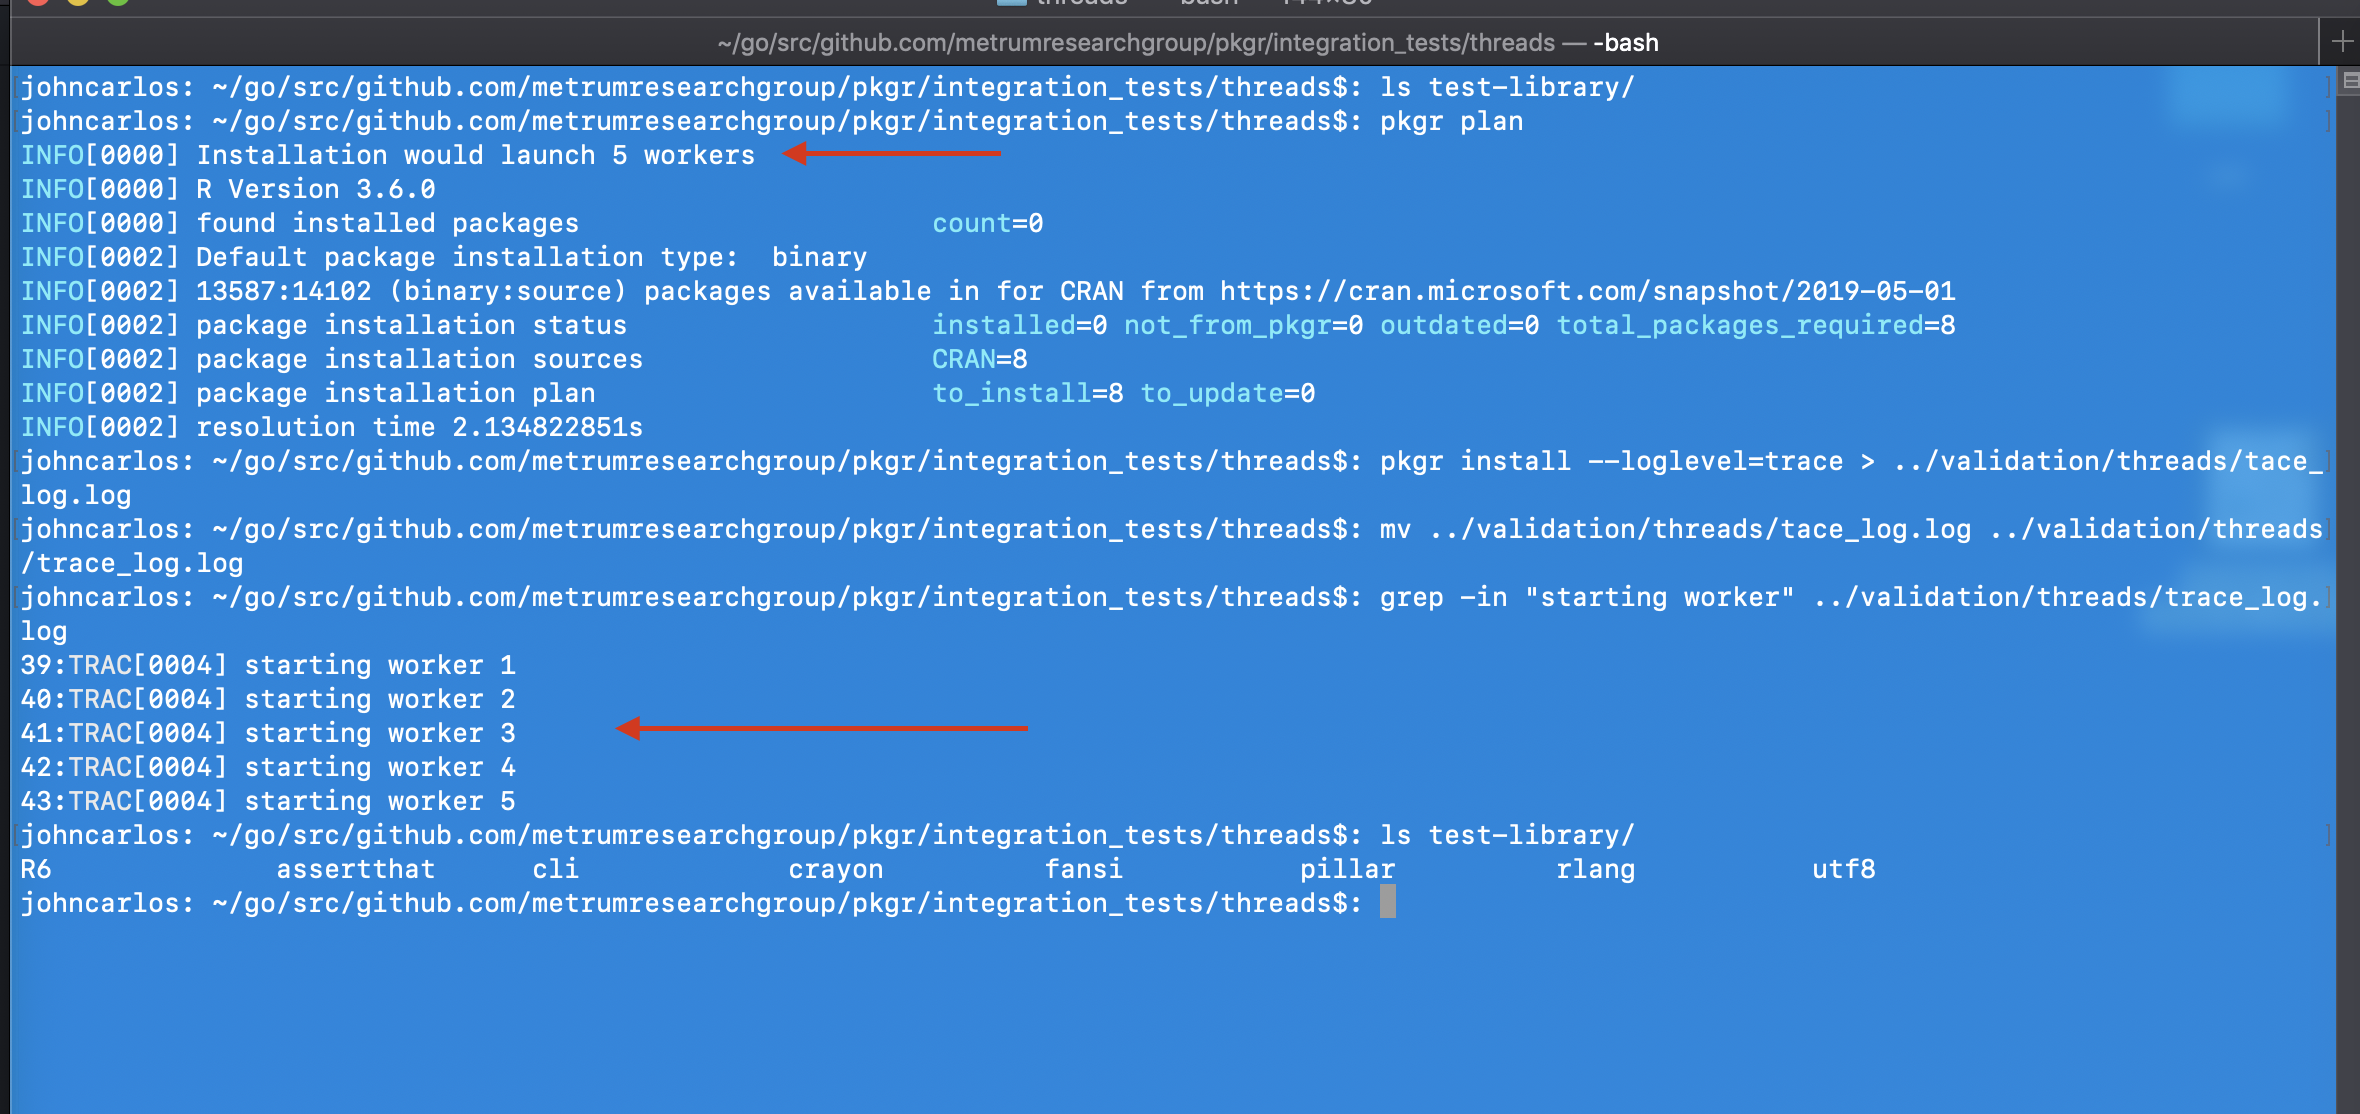 ~/go/src/github.com/metrumresearchgroup/pkgr/integration_tests/threads — -bash
johncarlos: ~/go/src/github.com/metrumresearchgroup/pkgr/integration_tests/threads$: ls test-library/
johncarlos: ~/go/src/github.com/metrumresearchgroup/pkgr/integration_tests/threads$: pkgr plan
INFO[0000] Installation would launch 5 workers
INFO[0000] R Version 3.6.0
INFO[0000] found installed packages                      count=0
INFO[0002] Default package installation type:  binary
INFO[0002] 13587:14102 (binary:source) packages available in for CRAN from https://cran.microsoft.com/snapshot/2019-05-01
INFO[0002] package installation status                   installed=0 not_from_pkgr=0 outdated=0 total_packages_required=8
INFO[0002] package installation sources                  CRAN=8
INFO[0002] package installation plan                     to_install=8 to_update=0
INFO[0002] resolution time 2.134822851s
johncarlos: ~/go/src/github.com/metrumresearchgroup/pkgr/integration_tests/threads$: pkgr install --loglevel=trace > ../validation/threads/tace_
log.log
johncarlos: ~/go/src/github.com/metrumresearchgroup/pkgr/integration_tests/threads$: mv ../validation/threads/tace_log.log ../validation/threads
/trace_log.log
johncarlos: ~/go/src/github.com/metrumresearchgroup/pkgr/integration_tests/threads$: grep -in "starting worker" ../validation/threads/trace_log.
log
39:TRAC[0004] starting worker 1
40:TRAC[0004] starting worker 2
41:TRAC[0004] starting worker 3
42:TRAC[0004] starting worker 4
43:TRAC[0004] starting worker 5
johncarlos: ~/go/src/github.com/metrumresearchgroup/pkgr/integration_tests/threads$: ls test-library/
R6              assertthat      cli             crayon          fansi           pillar          rlang           utf8
johncarlos: ~/go/src/github.com/metrumresearchgroup/pkgr/integration_tests/threads$: